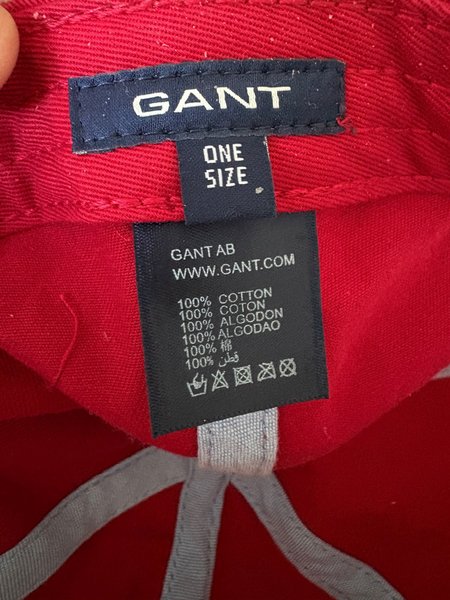 GANT
ONE
SIZE
GANT AB
WWW.GANT.COM
100% COTTON
100% COTON
100% ALGODON
100% ALGODAO
100% 棉
100% قطن